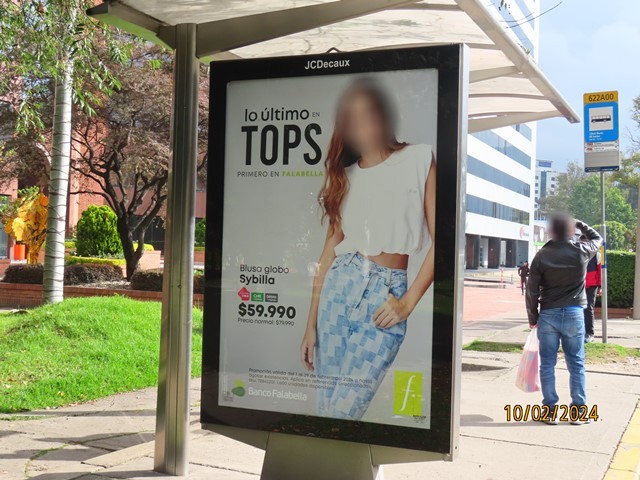 JCDecaux
lo último EN
TOPS
PRIMERO EN FALABELLA
Blusa globo
Sybilla
$59.990
Precio normal: $79.990
Banco Falabella
f.
622A00
10/02/2024